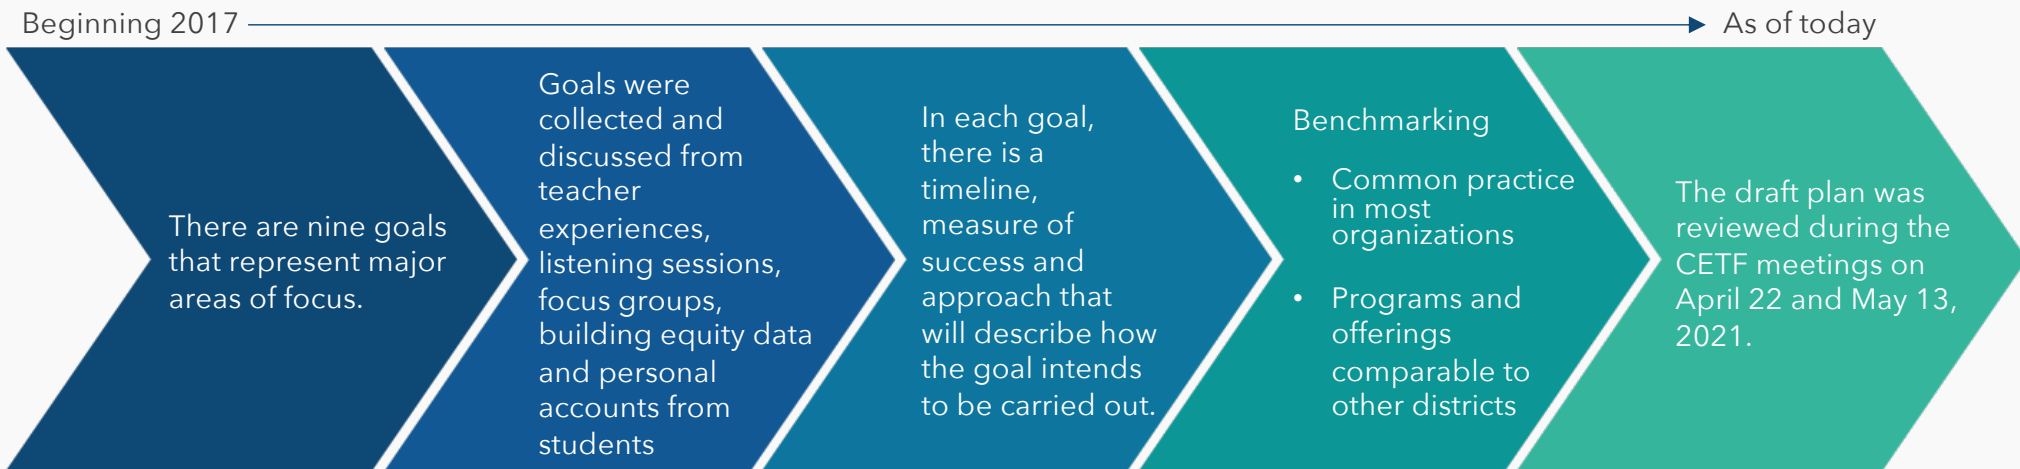 Beginning 2017
As of today
There are nine goals
that represent major
areas of focus.
Goals were
collected and
discussed from
teacher
experiences,
listening sessions,
focus groups,
building equity data
and personal
accounts from
students
In each goal,
there is a
timeline,
measure of
success and
approach that
will describe how
the goal intends
to be carried out.
Benchmarking
• Common practice
in most
organizations
• Programs and
offerings
comparable to
other districts
The draft plan was
reviewed during the
CETF meetings on
April 22 and May 13,
2021.